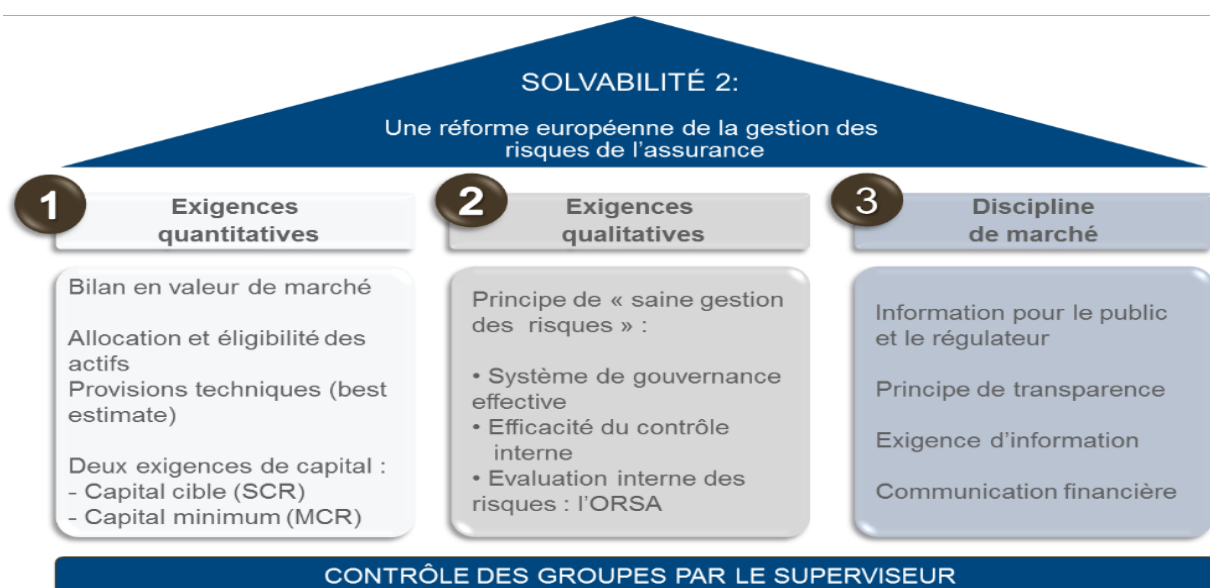 SOLVABILITÉ 2:
Une réforme européenne de la gestion des
risques de l'assurance
1
Exigences
quantitatives
Bilan en valeur de marché
Allocation et éligibilité des
actifs
Provisions techniques (best
estimate)
Deux exigences de capital :
- Capital cible (SCR)
- Capital minimum (MCR)
2
Exigences
qualitatives
Principe de « saine gestion
des risques » :
• Système de gouvernance
effective
• Efficacité du contrôle
interne
• Evaluation interne des
risques : l'ORSA
3
Discipline
de marché
Information pour le public
et le régulateur
Principe de transparence
Exigence d'information
Communication financière
CONTRÔLE DES GROUPES PAR LE SUPERVISEUR